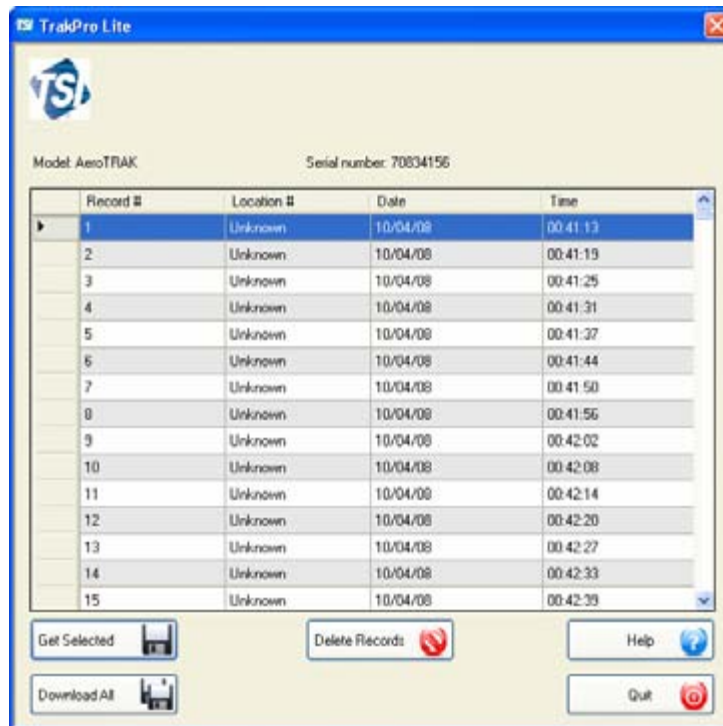 TSI TrakPro Lite
TSI
Model: AeroTRAK Serial number: 70834156
Record # Location # Date Time
1 Unknown 10/04/08 00:41:13
2 Unknown 10/04/08 00:41:19
3 Unknown 10/04/08 00:41:25
4 Unknown 10/04/08 00:41:31
5 Unknown 10/04/08 00:41:37
6 Unknown 10/04/08 00:41:44
7 Unknown 10/04/08 00:41:50
8 Unknown 10/04/08 00:41:56
9 Unknown 10/04/08 00:42:02
10 Unknown 10/04/08 00:42:08
11 Unknown 10/04/08 00:42:14
12 Unknown 10/04/08 00:42:20
13 Unknown 10/04/08 00:42:27
14 Unknown 10/04/08 00:42:33
15 Unknown 10/04/08 00:42:39
Get Selected Delete Records Help
Download All Quit